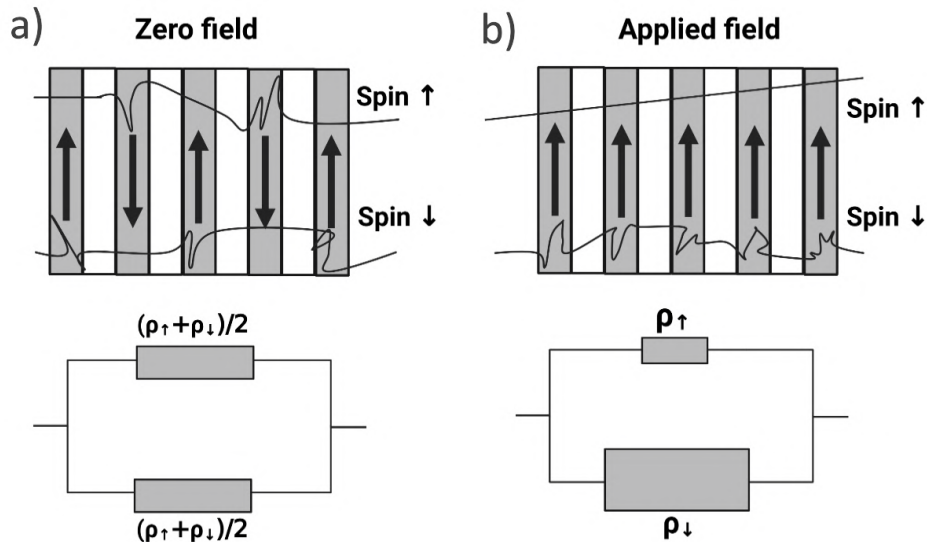 a)
Zero field
Spin ↑
Spin ↓
(ρ↑+ρ↓)/2
(ρ↑+ρ↓)/2
b)
Applied field
Spin ↑
Spin ↓
ρ↑
ρ↓